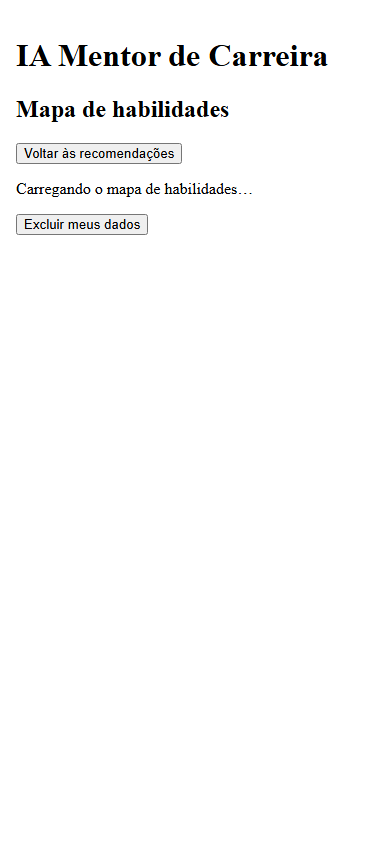 IA Mentor de Carreira
Mapa de habilidades
Voltar às recomendações
Carregando o mapa de habilidades…
Excluir meus dados